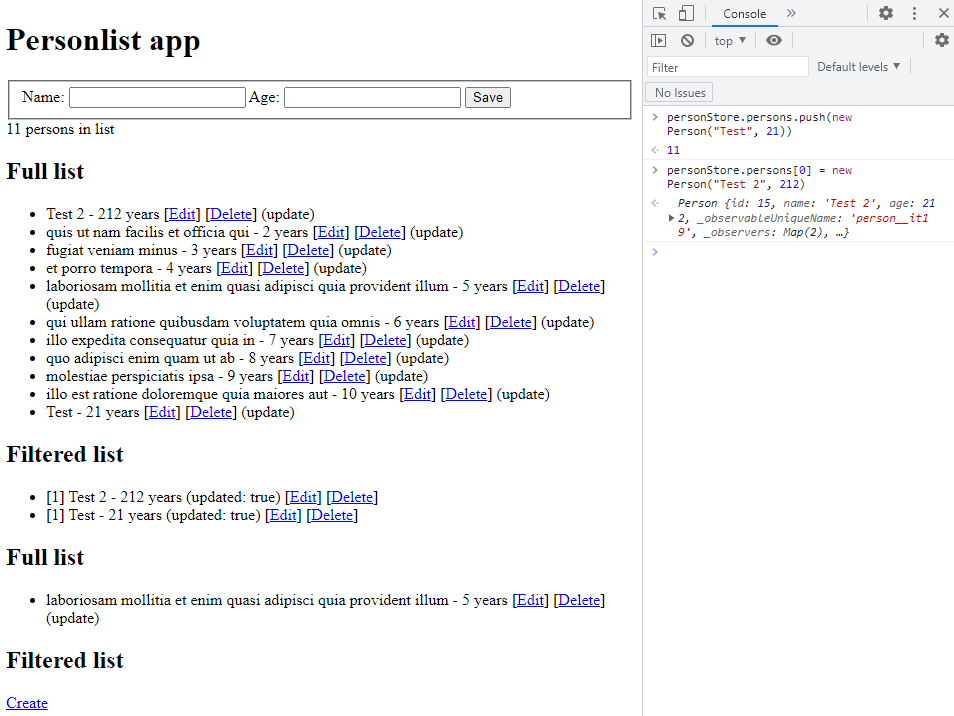 Personlist app
Name: Age: Save
11 persons in list
Full list
Test 2 - 212 years [Edit] [Delete] (update)
quis ut nam facilis et officia qui - 2 years [Edit] [Delete] (update)
fugiat veniam minus - 3 years [Edit] [Delete] (update)
et porro tempora - 4 years [Edit] [Delete] (update)
laboriosam mollitia et enim quasi adipisci quia provident illum - 5 years [Edit] [Delete]
(update)
qui ullam ratione quibusdam voluptatem quia omnis - 6 years [Edit] [Delete] (update)
illo expedita consequatur quia in - 7 years [Edit] [Delete] (update)
quo adipisci enim quam ut ab - 8 years [Edit] [Delete] (update)
molestiae perspiciatis ipsa - 9 years [Edit] [Delete] (update)
illo est ratione doloremque quia maiores aut - 10 years [Edit] [Delete] (update)
Test - 21 years [Edit] [Delete] (update)
Filtered list
[1] Test 2 - 212 years (updated: true) [Edit] [Delete]
[1] Test - 21 years (updated: true) [Edit] [Delete]
Full list
laboriosam mollitia et enim quasi adipisci quia provident illum - 5 years [Edit] [Delete]
(update)
Filtered list
Create
Console
top
Filter
Default levels
No Issues
personStore.persons.push(new
Person("Test", 21))
11
personStore.persons[0] = new
Person("Test 2", 212)
Person {id: 15, name: 'Test 2', age: 21
2, _observableUniqueName: 'person__it1
9', _observers: Map(2), …}